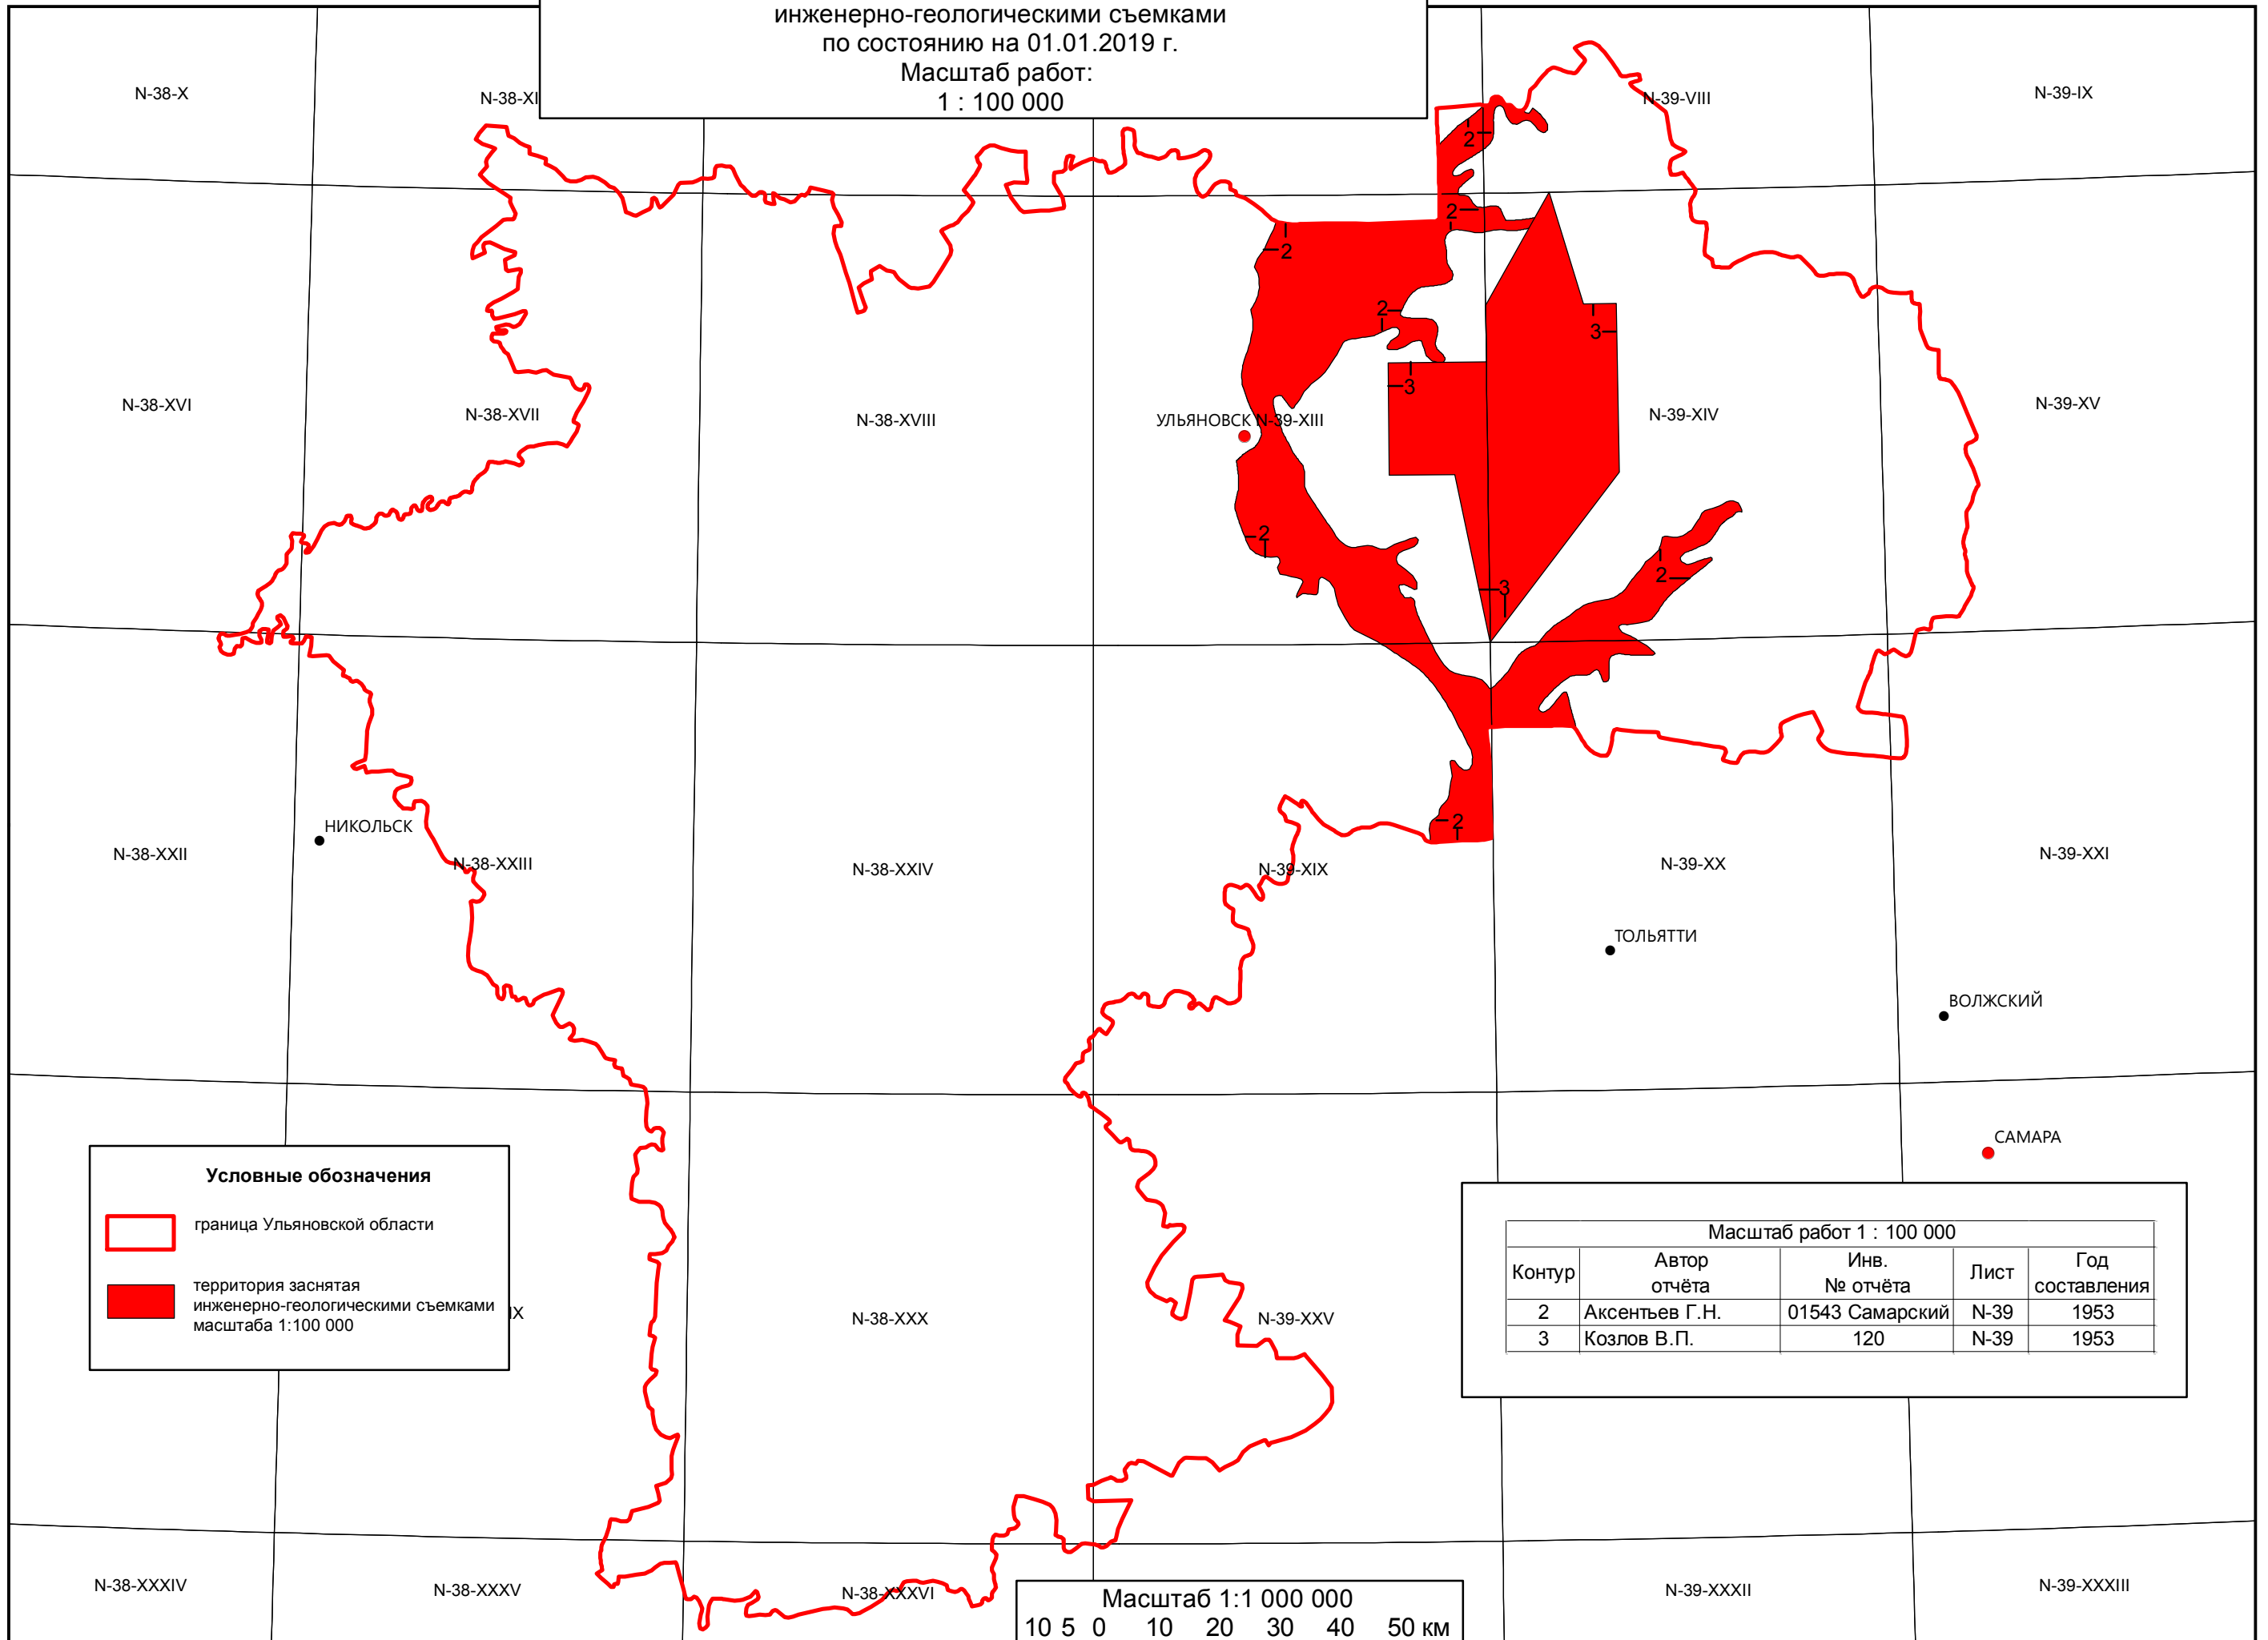 инженерно-геологическими съемками
по состоянию на 01.01.2019 г.
Масштаб работ:
1 : 100 000
N-38-X
N-38-XI
N-39-VIII
N-39-IX
2
2
2
2
3
3
N-38-XVI
N-38-XVII
N-38-XVIII
УЛЬЯНОВСК N-39-XIII
N-39-XIV
N-39-XV
2
2
3
НИКОЛЬСК
2
N-38-XXII
N-38-XXIII
N-38-XXIV
N-39-XIX
N-39-XX
N-39-XXI
ТОЛЬЯТТИ
ВОЛЖСКИЙ
САМАРА
Условные обозначения
граница Ульяновской области
территория заснятая
инженерно-геологическими съемками
масштаба 1:100 000
IX
N-38-XXX
N-39-XXV
Масштаб работ 1 : 100 000
Контур Автор отчёта Инв. № отчёта Лист Год составления
2 Аксентьев Г.Н. 01543 Самарский N-39 1953
3 Козлов В.П. 120 N-39 1953
N-38-XXXIV
N-38-XXXV
N-38-XXXVI
N-39-XXXII
N-39-XXXIII
Масштаб 1:1 000 000
10 5 0 10 20 30 40 50 км